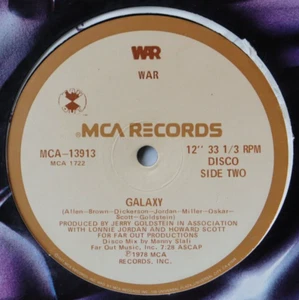 WAR
WAR
®MCA RECORDS
MCA-13913
MCA 1722
12" 33 1/3 RPM
DISCO
SIDE TWO
GALAXY
(Allen-Brown-Dickerson-Jordan-Miller-Oskar-
Scott-Goldstein)
PRODUCED BY JERRY GOLDSTEIN IN ASSOCIATION
WITH LONNIE JORDAN AND HOWARD SCOTT
FOR FAR OUT PRODUCTIONS
Disco Mix by Manny Slali
Far Out Music, Inc. 7:28 ASCAP
©1978 MCA
RECORDS, INC.